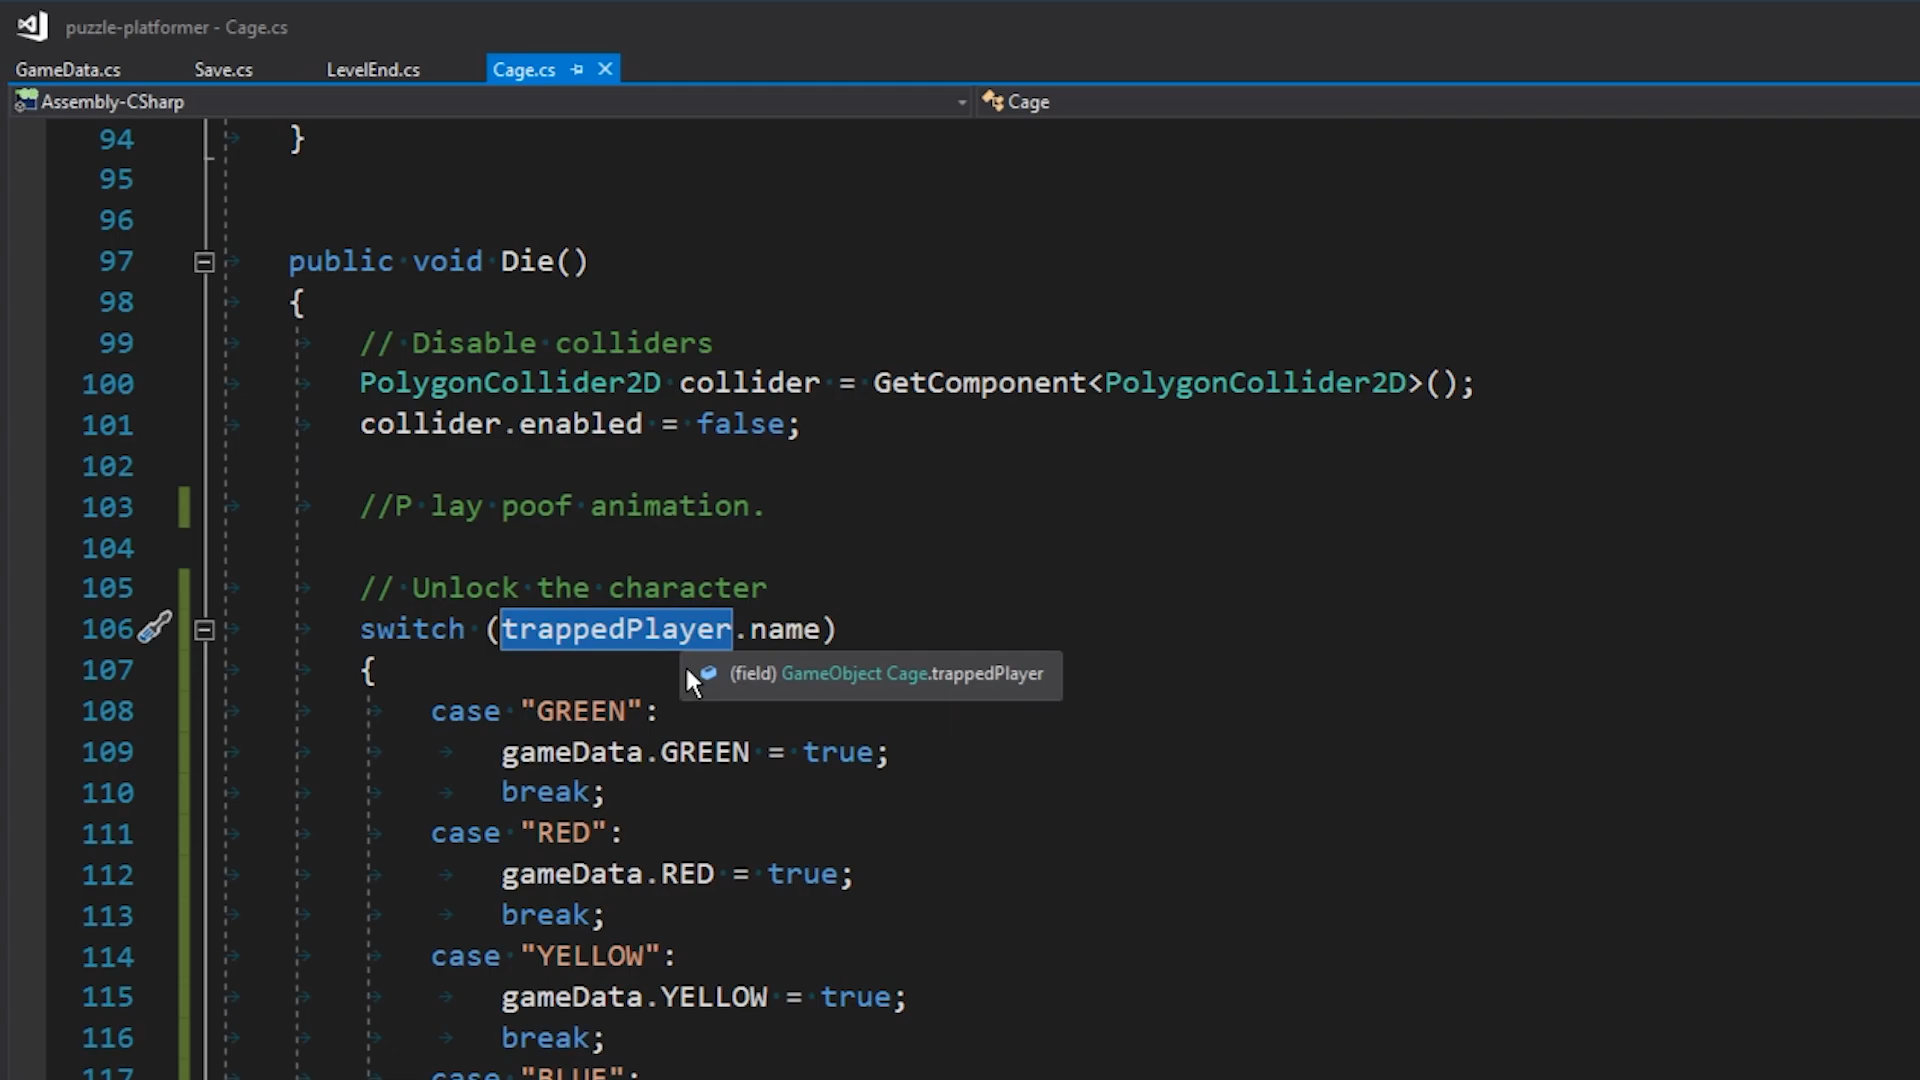 puzzle-platformer - Cage.cs
GameData.cs Save.cs LevelEnd.cs Cage.cs
Assembly-CSharp Cage
94 }
95
96
97 public void Die()
98 {
99 // Disable colliders
100 PolygonCollider2D collider = GetComponent<PolygonCollider2D>();
101 collider.enabled = false;
102
103 //P lay poof animation.
104
105 // Unlock the character
106 switch (trappedPlayer.name)
107 {
(field) GameObject Cage.trappedPlayer
108 case "GREEN":
109 gameData.GREEN = true;
110 break;
111 case "RED":
112 gameData.RED = true;
113 break;
114 case "YELLOW":
115 gameData.YELLOW = true;
116 break;
117 case "BLUE":